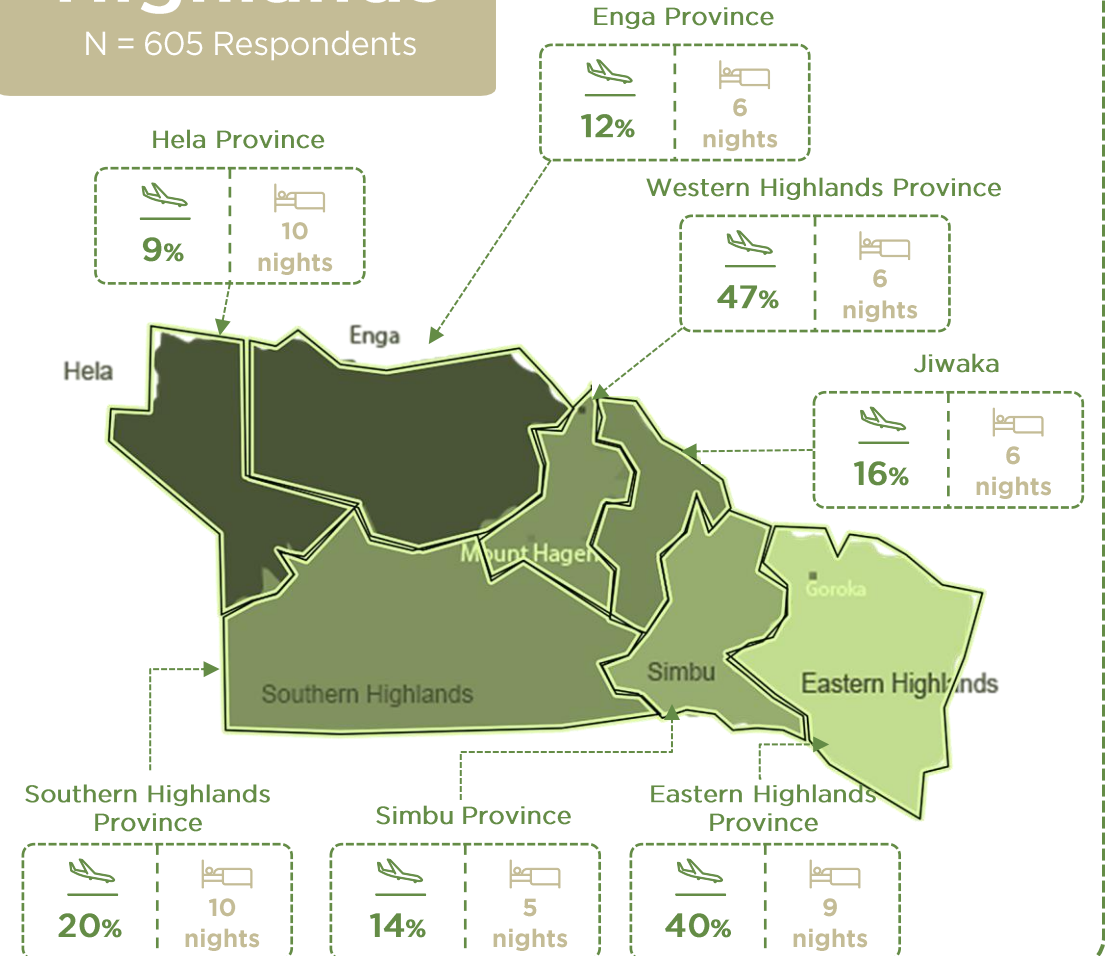 Highlands
N = 605 Respondents
Enga Province
12%
6
nights
Hela Province
9%
10
nights
Western Highlands Province
47%
6
nights
Jiwaka
16%
6
nights
Enga
Hela
Mount Hagen
Goroka
Simbu
Eastern Highlands
Southern Highlands
Southern Highlands
Province
20%
10
nights
Simbu Province
14%
5
nights
Eastern Highlands
Province
40%
9
nights